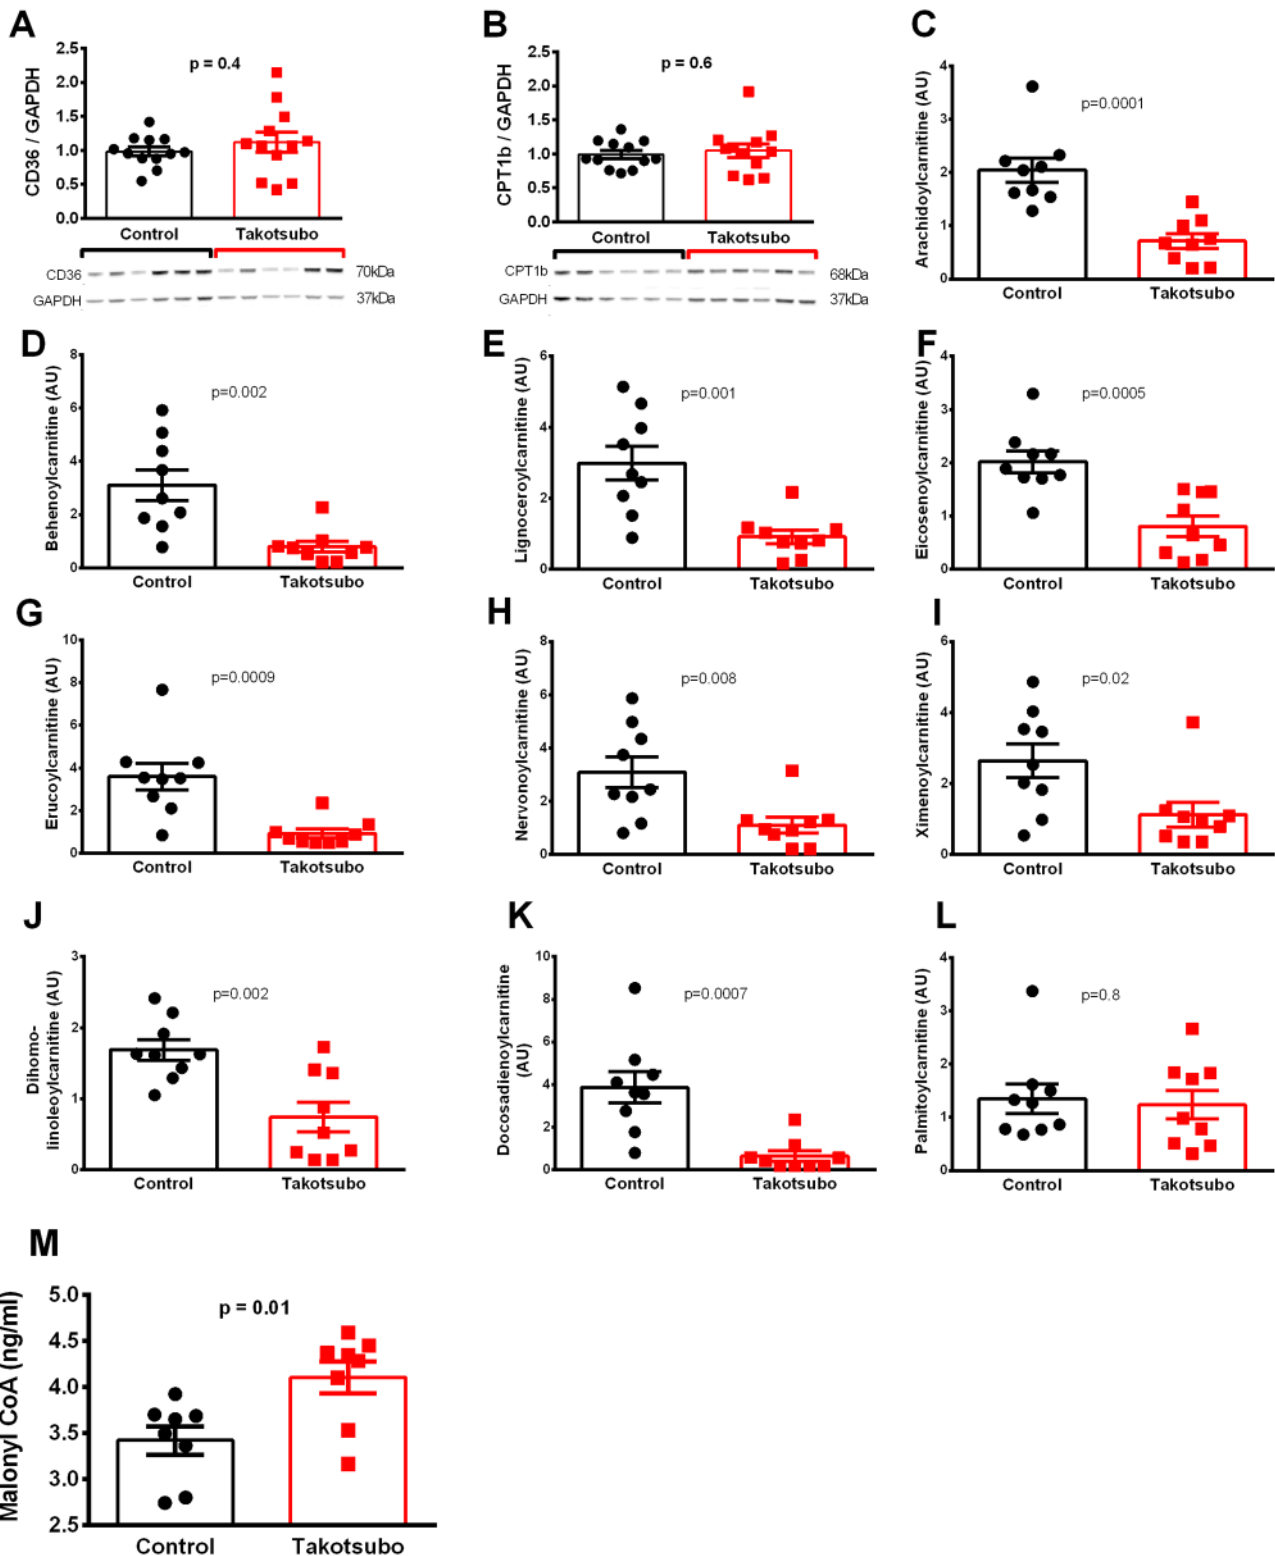 A
CD36 / GAPDH
2.5
2.0
1.5
1.0
0.5
0.0
p = 0.4
Control
Takotsubo
CD36
70kDa
GAPDH
37kDa
B
CPT1b / GAPDH
2.5
2.0
1.5
1.0
0.5
0.0
p = 0.6
Control
Takotsubo
CPT1b
68kDa
GAPDH
37kDa
C
Arachidoylcarnitine (AU)
4
3
2
1
0
p=0.0001
Control
Takotsubo
D
Behenoylcarnitine (AU)
8
6
4
2
0
p=0.002
Control
Takotsubo
E
Lignoceroylcarnitine (AU)
6
4
2
0
p=0.001
Control
Takotsubo
F
Eicosenoylcarnitine (AU)
4
3
2
1
0
p=0.0005
Control
Takotsubo
G
Erucoylcarnitine (AU)
10
8
6
4
2
0
p=0.0009
Control
Takotsubo
H
Nervonoylcarnitine (AU)
8
6
4
2
0
p=0.008
Control
Takotsubo
I
Ximenoylcarnitine (AU)
6
4
2
0
p=0.02
Control
Takotsubo
J
Dihomo-
linoleoylcarnitine (AU)
3
2
1
0
p=0.002
Control
Takotsubo
K
Docosadienoylcarnitine
(AU)
10
8
6
4
2
0
p=0.0007
Control
Takotsubo
L
Palmitoylcarnitine (AU)
4
3
2
1
0
p=0.8
Control
Takotsubo
M
Malonyl CoA (ng/ml)
5.0
4.5
4.0
3.5
3.0
2.5
p = 0.01
Control
Takotsubo